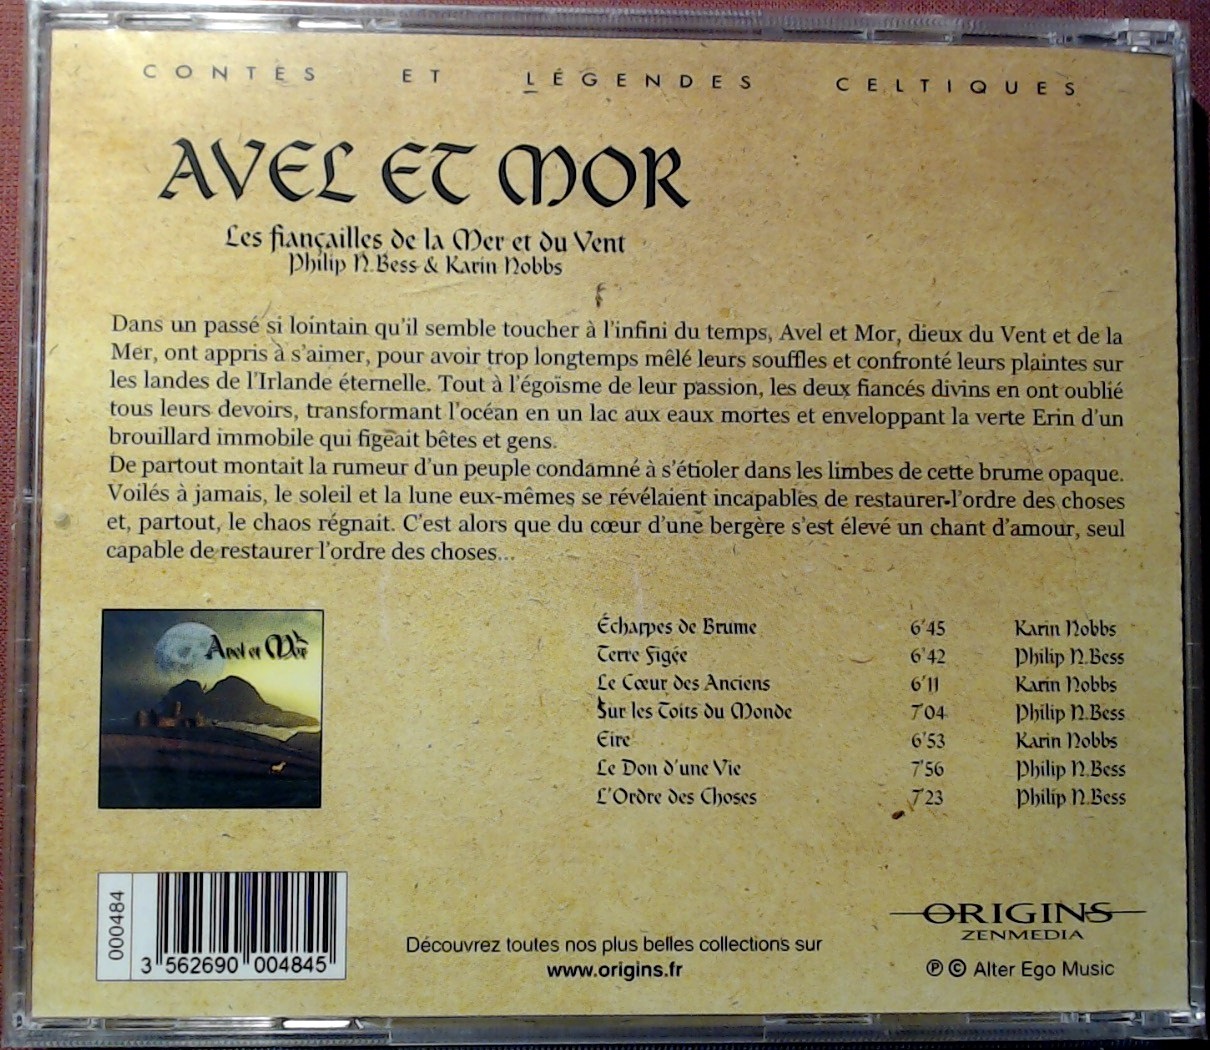 CONTES ET LÉGENDES CELTIQUES
AVEL ET MOR
Les fiançailles de la Mer et du Vent
Philip N.Bess & Karin Nobbs
Dans un passé si lointain qu'il semble toucher à l'infini du temps, Avel et Mor, dieux du Vent et de la
Mer, ont appris à s'aimer, pour avoir trop longtemps mêlé leurs souffles et confronté leurs plaintes sur
les landes de l'Irlande éternelle. Tout à l'égoïsme de leur passion, les deux fiancés divins en ont oublié
tous leurs devoirs, transformant l'océan en un lac aux eaux mortes et enveloppant la verte Erin d'un
brouillard immobile qui figeait bêtes et gens.
De partout montait la rumeur d'un peuple condamné à s'étioler dans les limbes de cette brume opaque.
Voilés à jamais, le soleil et la lune eux-mêmes se révélaient incapables de restaurer l'ordre des choses
et, partout, le chaos régnait. C'est alors que du cœur d'une bergère s'est élevé un chant d'amour, seul
capable de restaurer l'ordre des choses...
Avel et Mor
Écharpes de Brume 6'45 Karin Nobbs
Terre Figée 6'42 Philip N.Bess
Le Cœur des Anciens 6'11 Karin Nobbs
Sur les Toits du Monde 7'04 Philip N.Bess
Eire 6'53 Karin Nobbs
Le Don d'une Vie 7'56 Philip N.Bess
L'Ordre des Choses 7'23 Philip N.Bess
000484
3 562690 004845
Découvrez toutes nos plus belles collections sur
www.origins.fr
ORIGINS
ZENMEDIA
℗ © Alter Ego Music